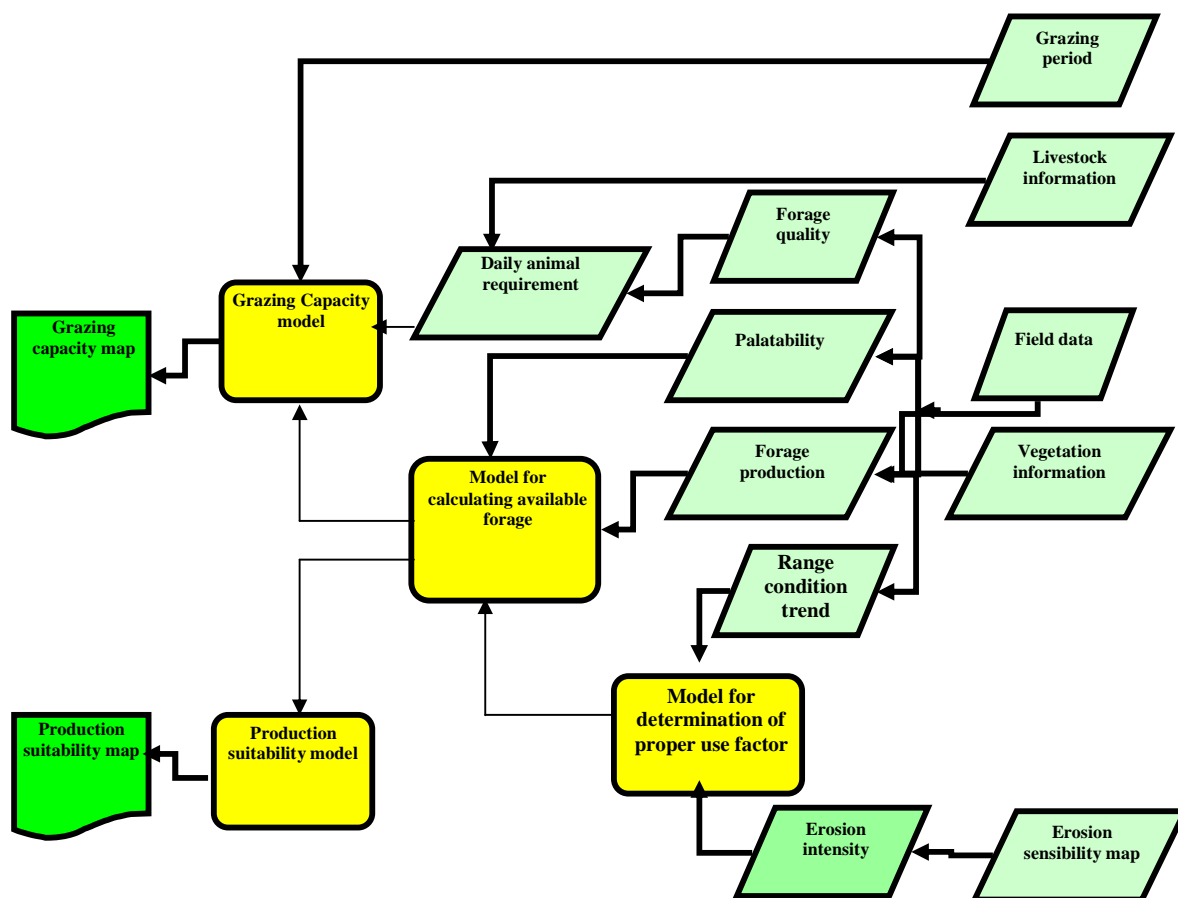 Grazing
period
Livestock
information
Forage
quality
Daily animal
requirement
Grazing Capacity
model
Grazing
capacity map
Palatability
Field data
Forage
production
Vegetation
information
Model for
calculating available
forage
Range
condition
trend
Model for
determination of
proper use factor
Production
suitability map
Production
suitability model
Erosion
intensity
Erosion
sensibility map